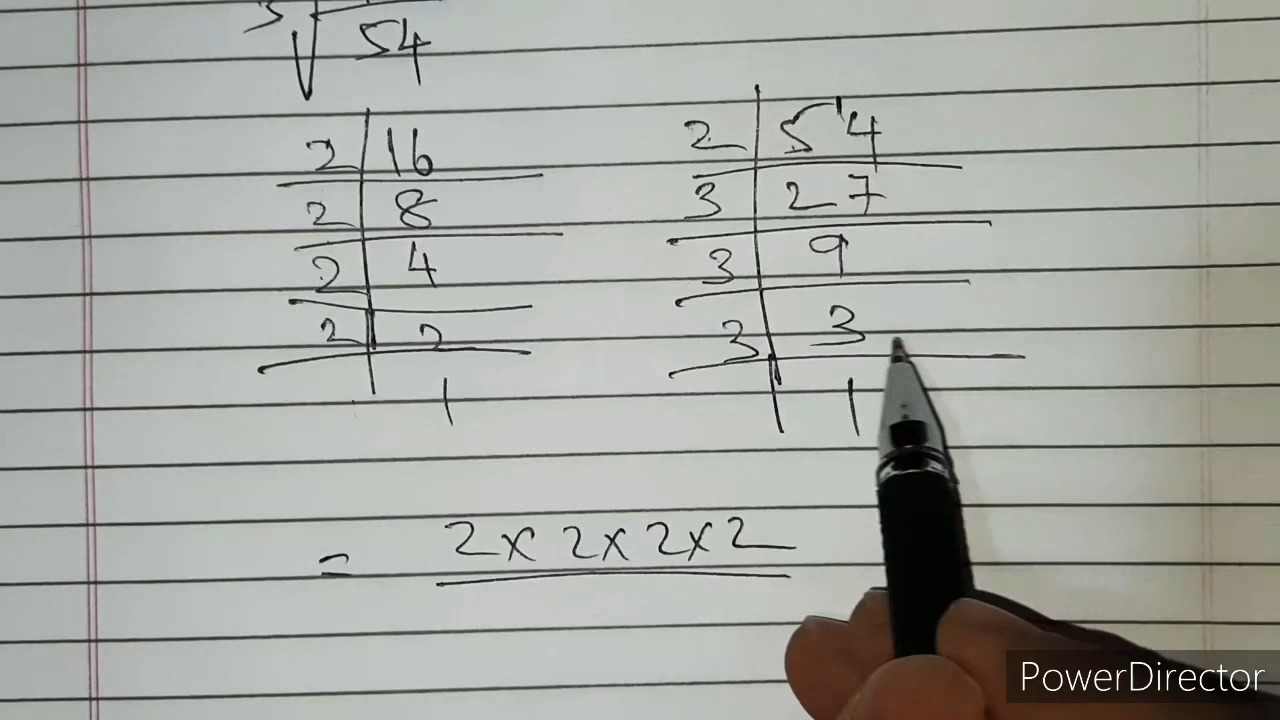 3√54
2 | 16
2 | 8
2 | 4
2 | 2
1
2 | 54
3 | 27
3 | 9
3 | 3
1
= 2 x 2 x 2 x 2
PowerDirector